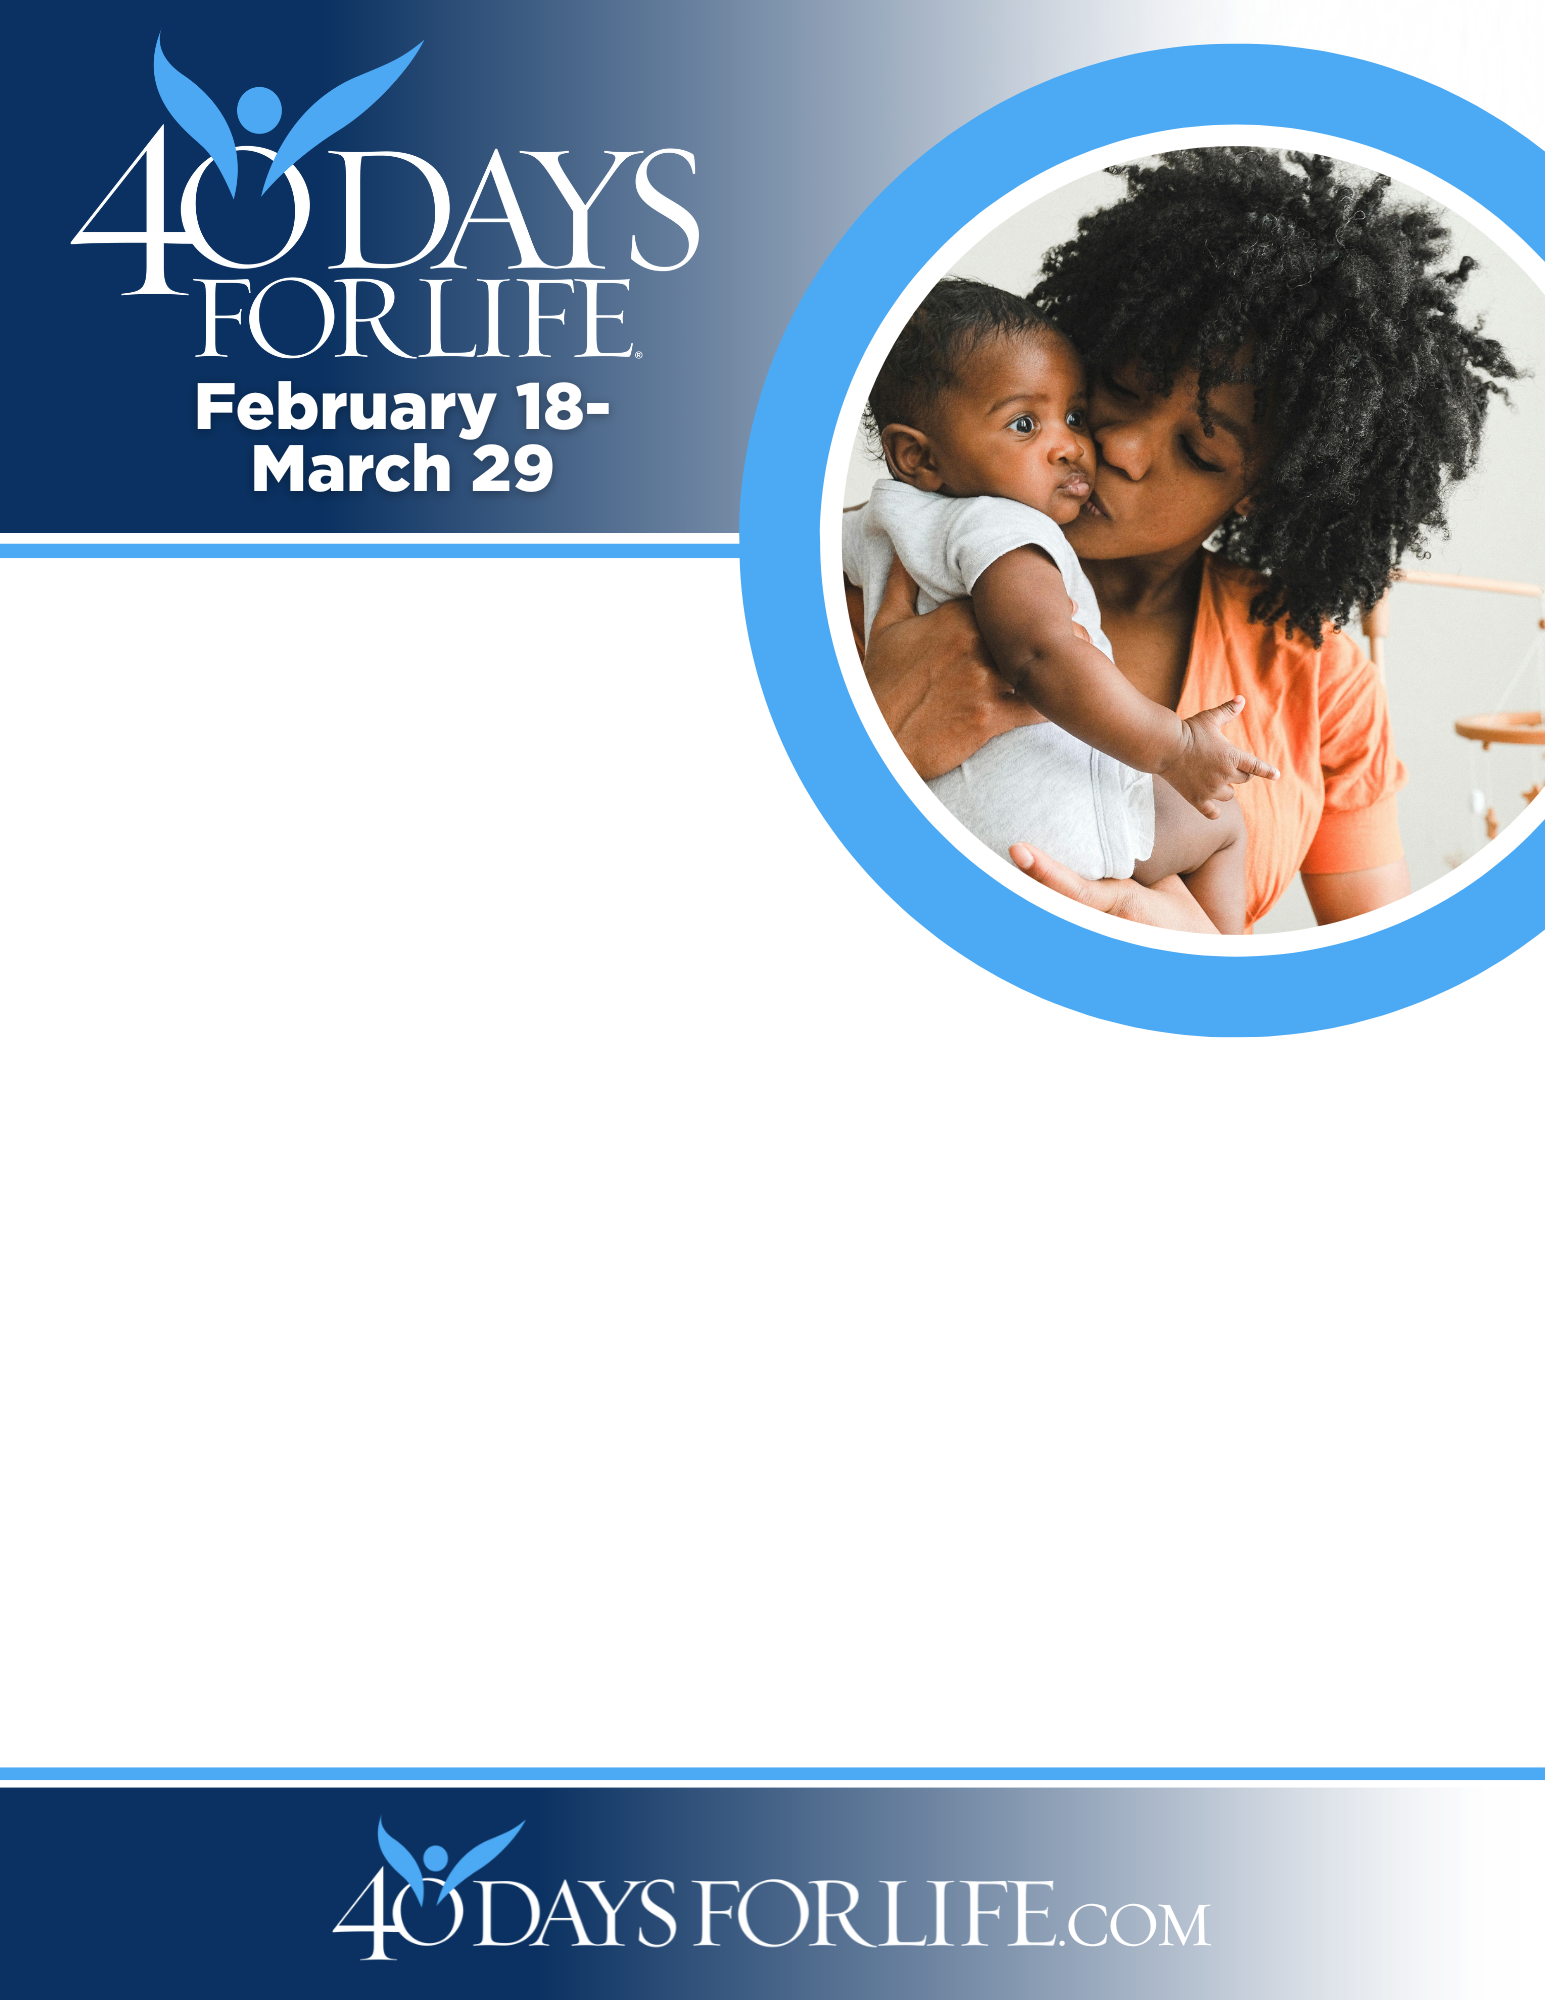 40 DAYS
FOR LIFE®
February 18-
March 29
40 DAYS FOR LIFE.COM